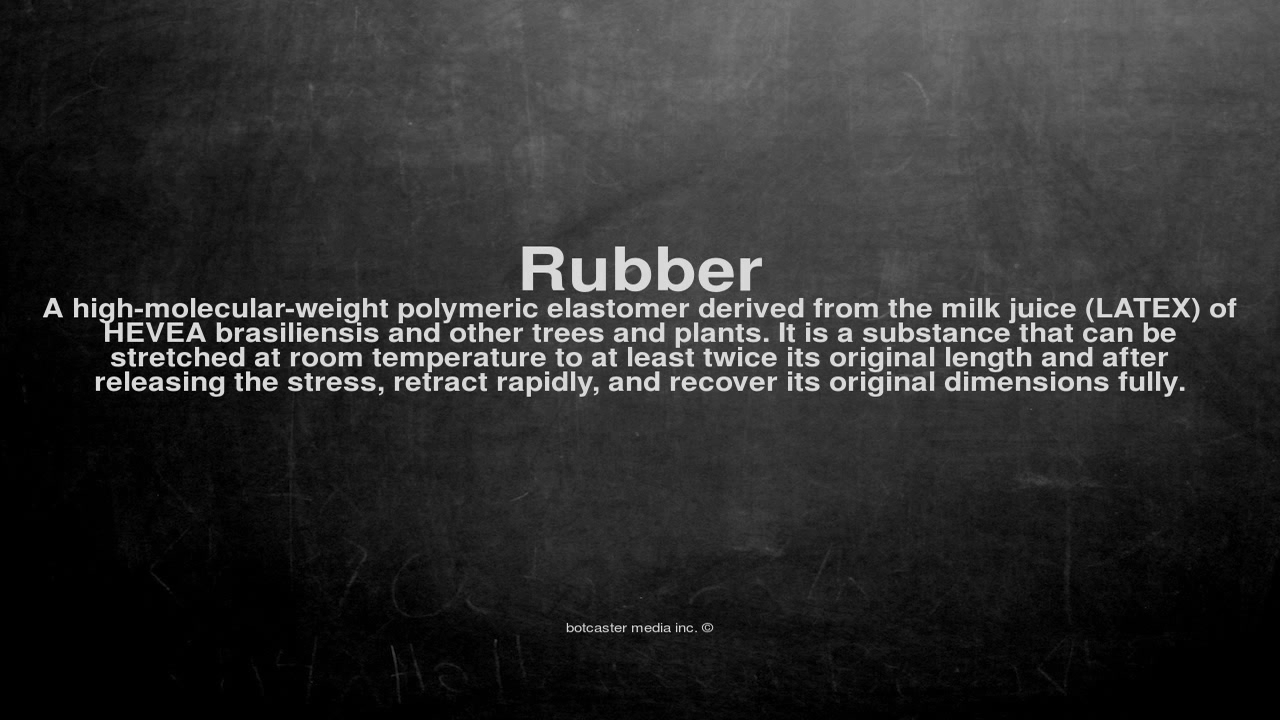 Rubber
A high-molecular-weight polymeric elastomer derived from the milk juice (LATEX) of
HEVEA brasiliensis and other trees and plants. It is a substance that can be
stretched at room temperature to at least twice its original length and after
releasing the stress, retract rapidly, and recover its original dimensions fully.
botcaster media inc. ©